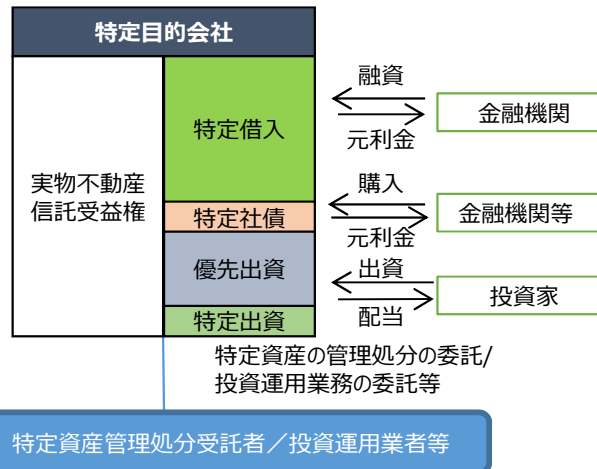 特定目的会社
実物不動産
信託受益権
特定借入
特定社債
優先出資
特定出資
融資
元利金
金融機関
購入
元利金
金融機関等
出資
配当
投資家
特定資産の管理処分の委託/
投資運用業務の委託等
特定資産管理処分受託者／投資運用業者等